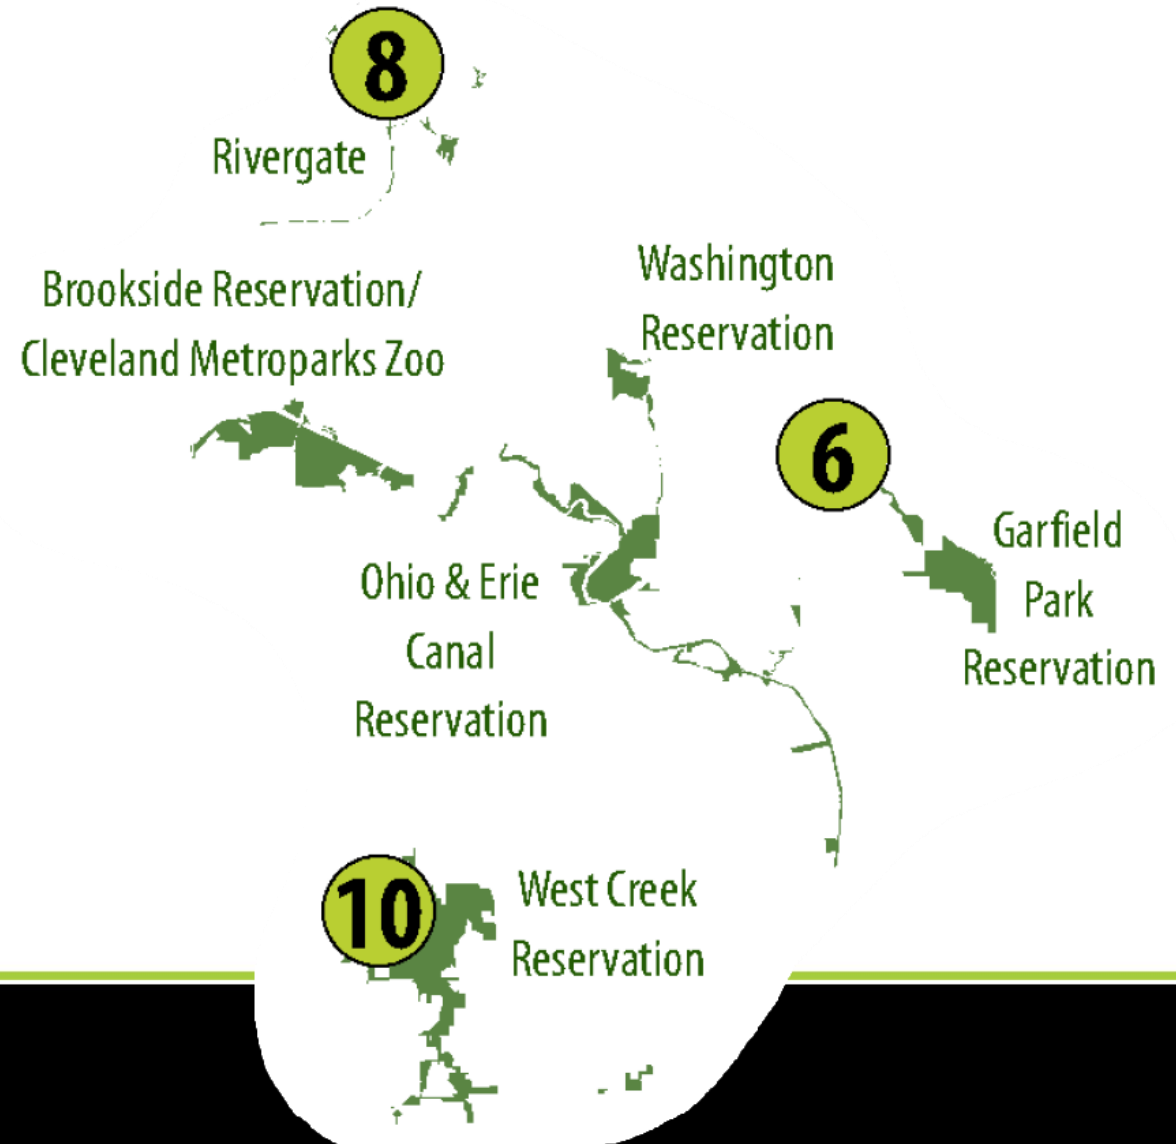 8
Rivergate
Brookside Reservation/
Cleveland Metroparks Zoo
Washington
Reservation
6
Garfield
Park
Reservation
Ohio & Erie
Canal
Reservation
10
West Creek
Reservation